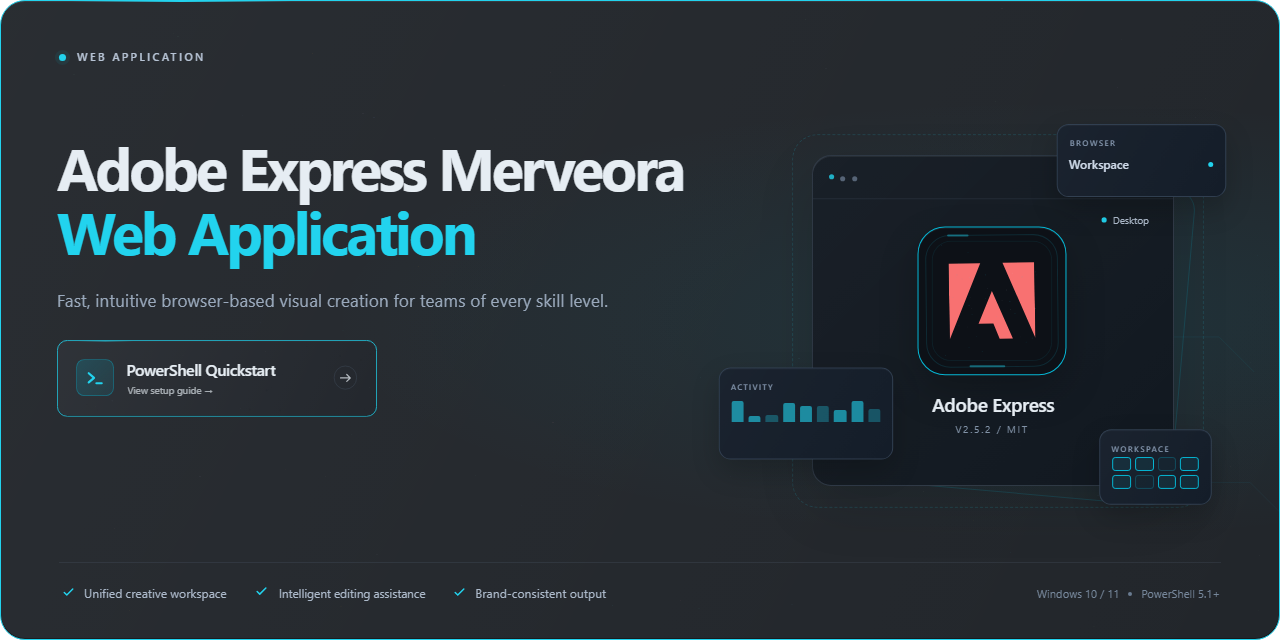 WEB APPLICATION
Adobe Express Merveora
Web Application
Fast, intuitive browser-based visual creation for teams of every skill level.
PowerShell Quickstart
View setup guide →
BROWSER
Workspace
Desktop
ACTIVITY
Adobe Express
V2.5.2 / MIT
WORKSPACE
Unified creative workspace
Intelligent editing assistance
Brand-consistent output
Windows 10 / 11 • PowerShell 5.1+